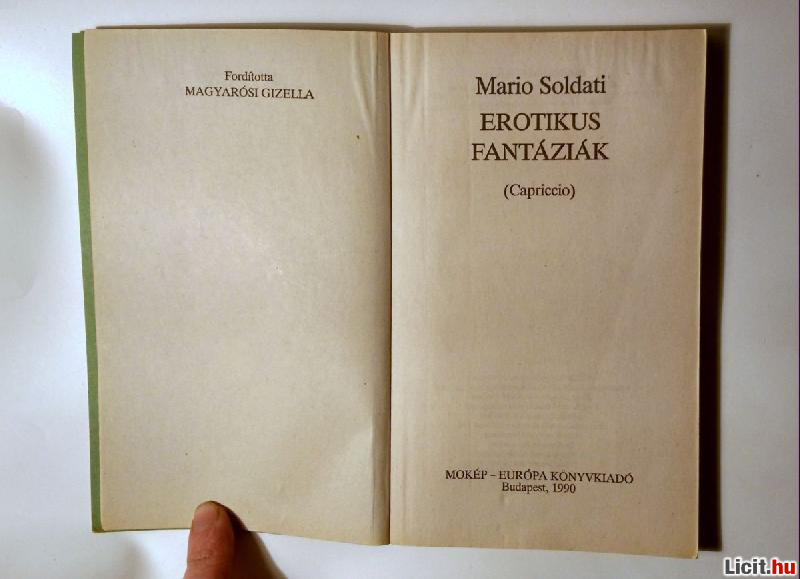 Fordította
MAGYARÓSI GIZELLA
Mario Soldati
EROTIKUS
FANTÁZIÁK
(Capriccio)
MOKÉP – EURÓPA KÖNYVKIADÓ
Budapest, 1990
Licit.hu